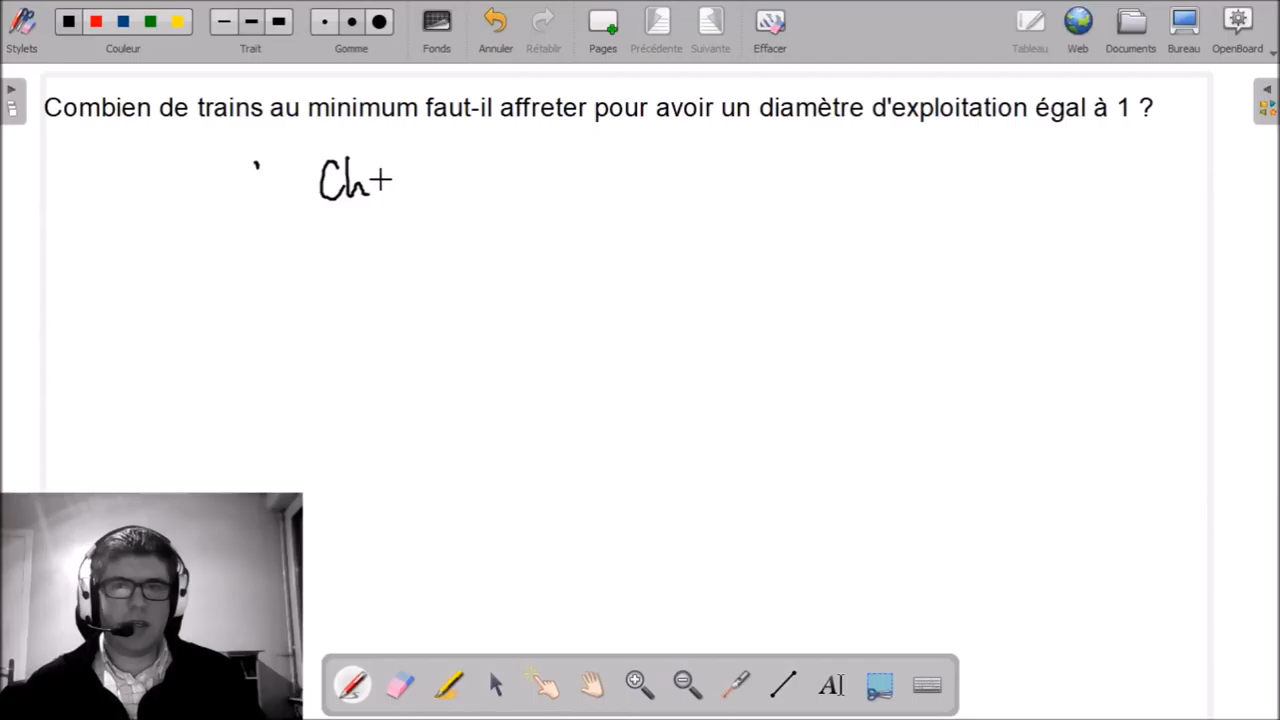 Stylets
Couleur
Trait
Gomme
Fonds
Annuler
Rétablir
Pages
Précédente
Suivante
Effacer
Tableau
Web
Documents
Bureau
OpenBoard
Combien de trains au minimum faut-il affreter pour avoir un diamètre d'exploitation égal à 1 ?
Ch+
AI